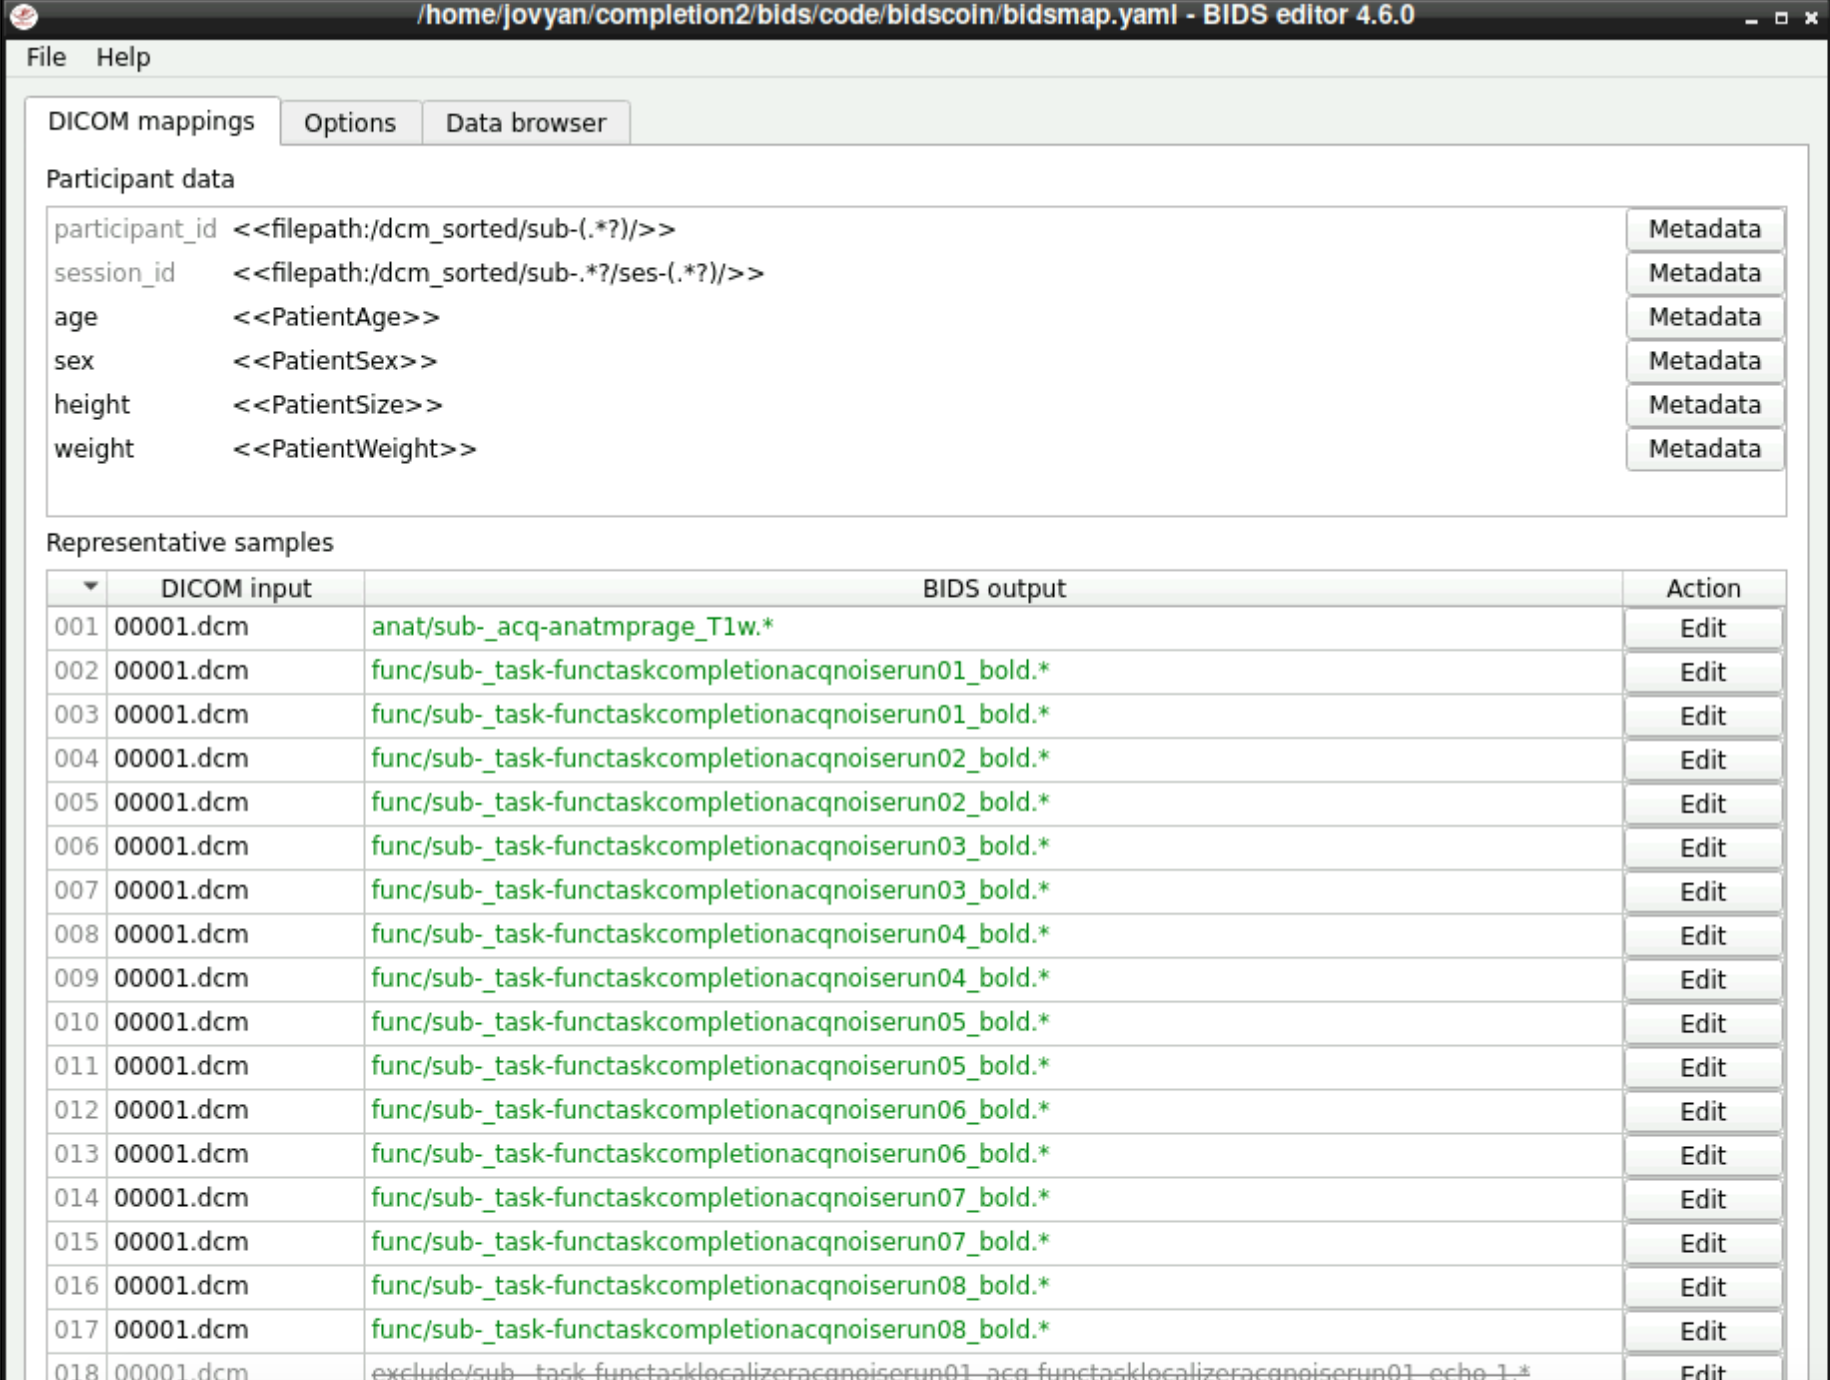 /home/jovyan/completion2/bids/code/bidscoin/bidsmap.yaml - BIDS editor 4.6.0
File Help
DICOM mappings Options Data browser
Participant data
participant_id <<filepath:/dcm_sorted/sub-(.*?)/>> Metadata
session_id <<filepath:/dcm_sorted/sub-.*?/ses-(.*?)/>> Metadata
age <<PatientAge>> Metadata
sex <<PatientSex>> Metadata
height <<PatientSize>> Metadata
weight <<PatientWeight>> Metadata
Representative samples
DICOM input BIDS output Action
001 00001.dcm anat/sub-_acq-anatmprage_T1w.* Edit
002 00001.dcm func/sub-_task-functaskcompletionacqnoiserun01_bold.* Edit
003 00001.dcm func/sub-_task-functaskcompletionacqnoiserun01_bold.* Edit
004 00001.dcm func/sub-_task-functaskcompletionacqnoiserun02_bold.* Edit
005 00001.dcm func/sub-_task-functaskcompletionacqnoiserun02_bold.* Edit
006 00001.dcm func/sub-_task-functaskcompletionacqnoiserun03_bold.* Edit
007 00001.dcm func/sub-_task-functaskcompletionacqnoiserun03_bold.* Edit
008 00001.dcm func/sub-_task-functaskcompletionacqnoiserun04_bold.* Edit
009 00001.dcm func/sub-_task-functaskcompletionacqnoiserun04_bold.* Edit
010 00001.dcm func/sub-_task-functaskcompletionacqnoiserun05_bold.* Edit
011 00001.dcm func/sub-_task-functaskcompletionacqnoiserun05_bold.* Edit
012 00001.dcm func/sub-_task-functaskcompletionacqnoiserun06_bold.* Edit
013 00001.dcm func/sub-_task-functaskcompletionacqnoiserun06_bold.* Edit
014 00001.dcm func/sub-_task-functaskcompletionacqnoiserun07_bold.* Edit
015 00001.dcm func/sub-_task-functaskcompletionacqnoiserun07_bold.* Edit
016 00001.dcm func/sub-_task-functaskcompletionacqnoiserun08_bold.* Edit
017 00001.dcm func/sub-_task-functaskcompletionacqnoiserun08_bold.* Edit
018 00001.dcm exclude/sub-_task-functasklocalizeracqnoiserun01_acq-functasklocalizeracqnoiserun01_echo-1.* Edit